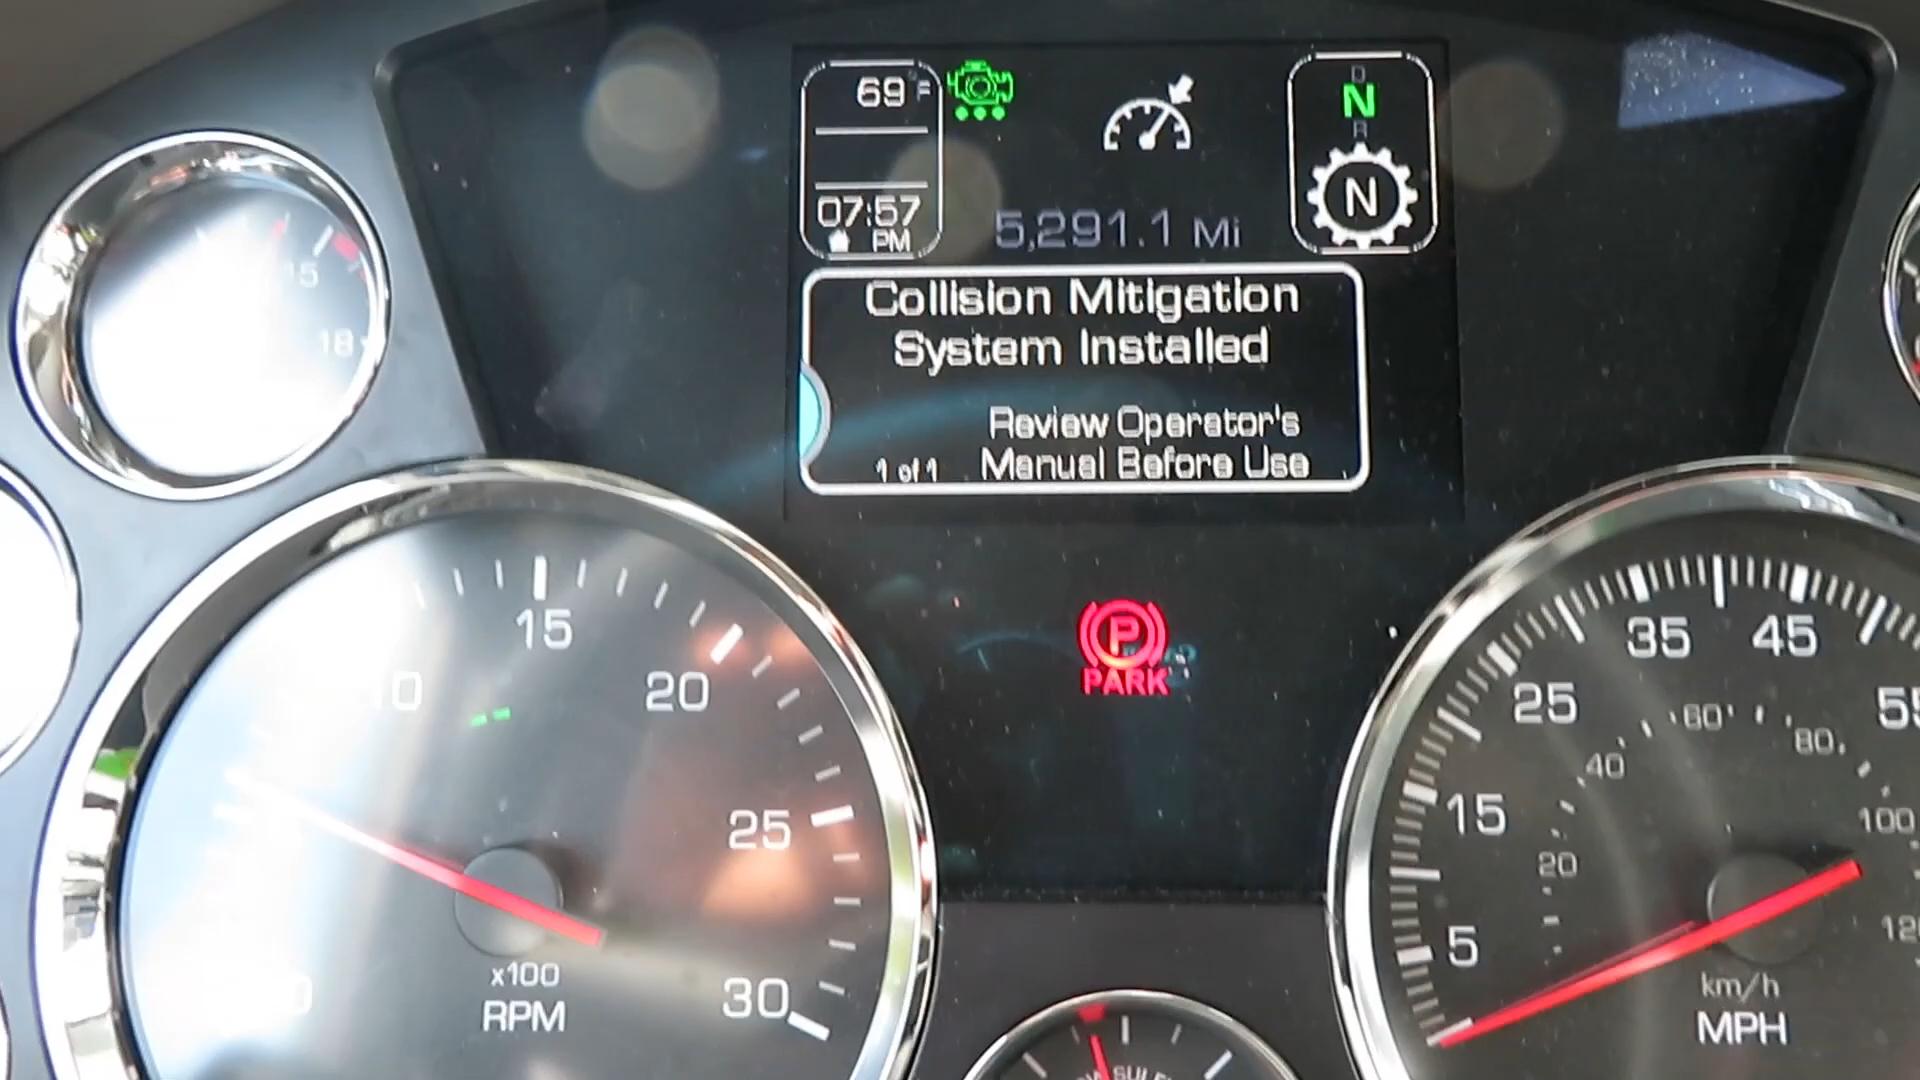 69°F
D
N
R
N
07:57
PM
5,291.1 Mi
Collision Mitigation
System Installed
Review Operator's
1 of 1 Manual Before Use
P
PARK
15
18
10
15
20
25
30
x100
RPM
5
15
25
35
45
55
20
40
60
80
100
km/h
MPH